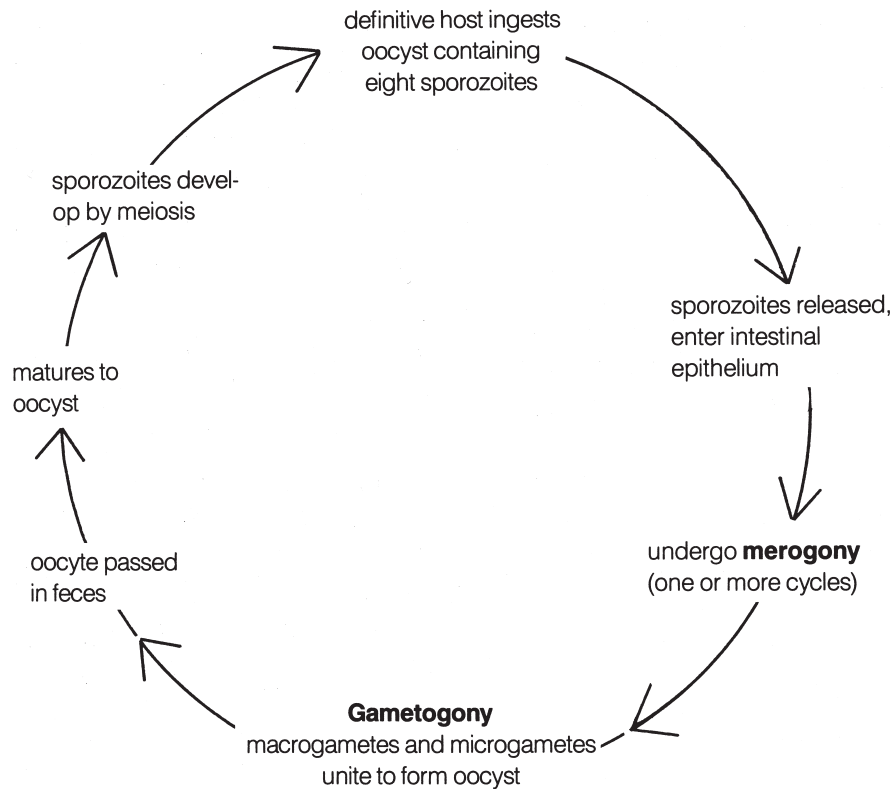 definitive host ingests
oocyst containing
eight sporozoites
sporozoites released,
enter intestinal
epithelium
undergo merogony
(one or more cycles)
Gametogony
macrogametes and microgametes
unite to form oocyst
oocyte passed
in feces
matures to
oocyst
sporozoites devel-
op by meiosis